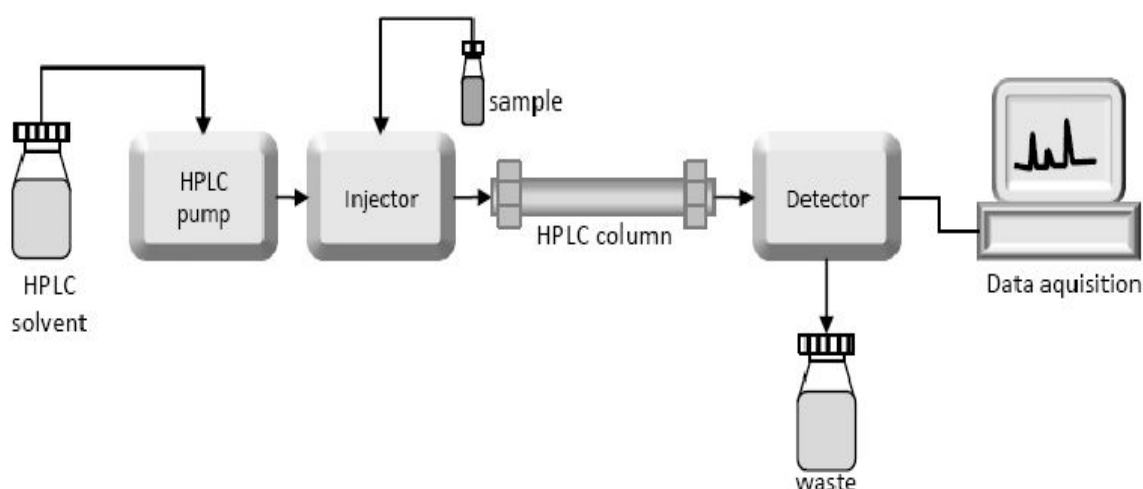 sample
HPLC
pump
Injector
Detector
HPLC column
HPLC
solvent
Data aquisition
waste